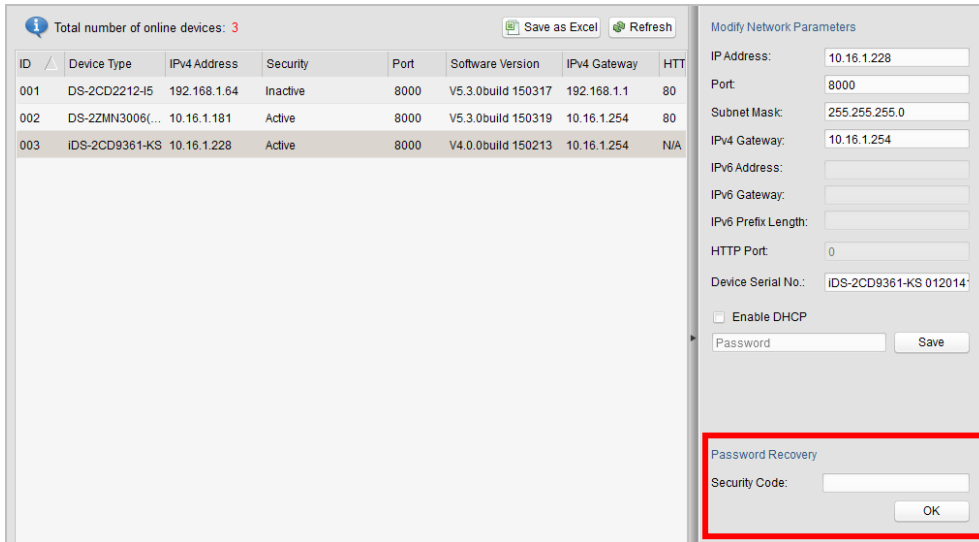 Total number of online devices: 3
Save as Excel
Refresh
ID Device Type IPv4 Address Security Port Software Version IPv4 Gateway HTT
001 DS-2CD2212-I5 192.168.1.64 Inactive 8000 V5.3.0build 150317 192.168.1.1 80
002 DS-2ZMN3006(... 10.16.1.181 Active 8000 V5.3.0build 150319 10.16.1.254 80
003 iDS-2CD9361-KS 10.16.1.228 Active 8000 V4.0.0build 150213 10.16.1.254 N/A
Modify Network Parameters
IP Address: 10.16.1.228
Port: 8000
Subnet Mask: 255.255.255.0
IPv4 Gateway: 10.16.1.254
IPv6 Address:
IPv6 Gateway:
IPv6 Prefix Length:
HTTP Port: 0
Device Serial No.: iDS-2CD9361-KS 012014
Enable DHCP
Password Save
Password Recovery
Security Code:
OK